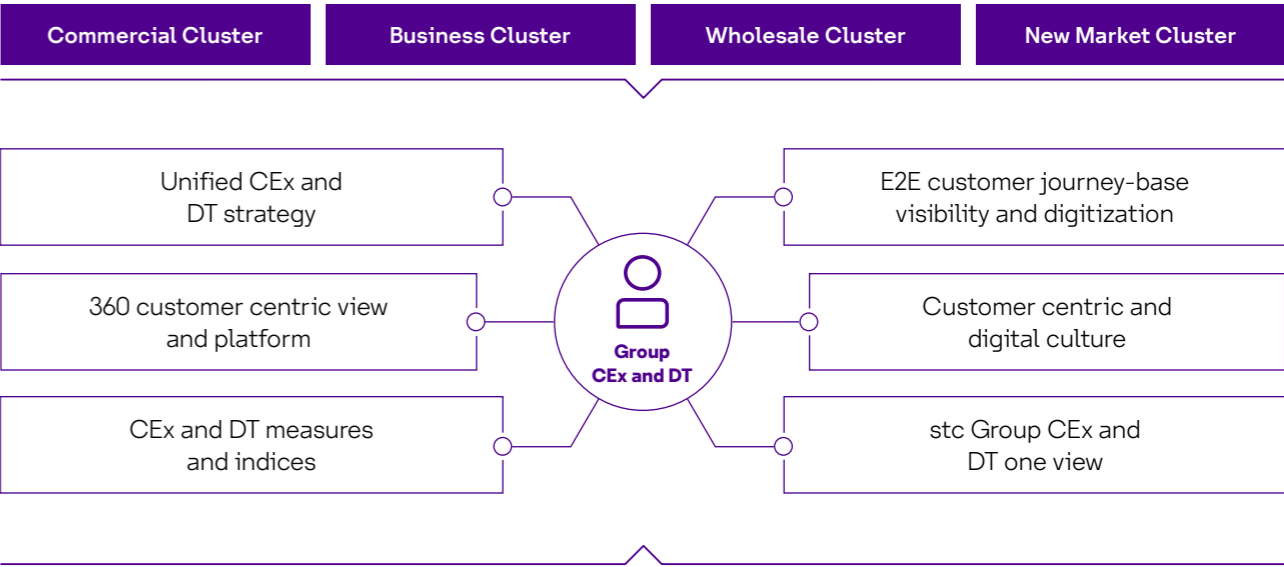 Commercial Cluster
Business Cluster
Wholesale Cluster
New Market Cluster
Unified CEx and
DT strategy
E2E customer journey-base
visibility and digitization
360 customer centric view
and platform
Group
CEx and DT
Customer centric and
digital culture
CEx and DT measures
and indices
stc Group CEx and
DT one view